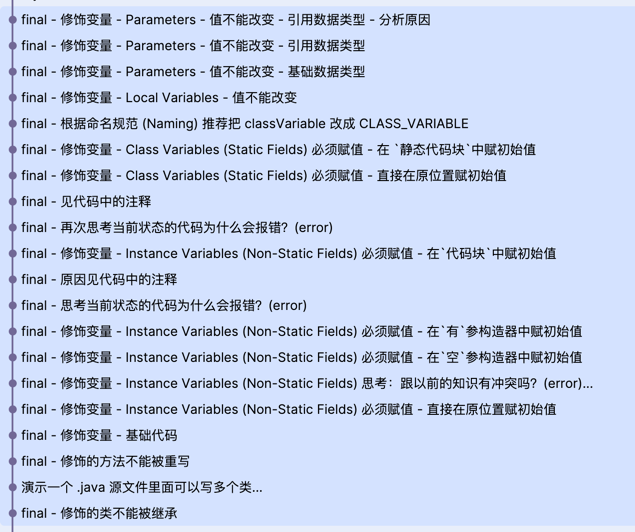 final - 修饰变量 - Parameters - 值不能改变 - 引用数据类型 - 分析原因
final - 修饰变量 - Parameters - 值不能改变 - 引用数据类型
final - 修饰变量 - Parameters - 值不能改变 - 基础数据类型
final - 修饰变量 - Local Variables - 值不能改变
final - 根据命名规范 (Naming) 推荐把 classVariable 改成 CLASS_VARIABLE
final - 修饰变量 - Class Variables (Static Fields) 必须赋值 - 在 `静态代码块`中赋初始值
final - 修饰变量 - Class Variables (Static Fields) 必须赋值 - 直接在原位置赋初始值
final - 见代码中的注释
final - 再次思考当前状态的代码为什么会报错？(error)
final - 修饰变量 - Instance Variables (Non-Static Fields) 必须赋值 - 在`代码块`中赋初始值
final - 原因见代码中的注释
final - 思考当前状态的代码为什么会报错？(error)
final - 修饰变量 - Instance Variables (Non-Static Fields) 必须赋值 - 在`有`参构造器中赋初始值
final - 修饰变量 - Instance Variables (Non-Static Fields) 必须赋值 - 在`空`参构造器中赋初始值
final - 修饰变量 - Instance Variables (Non-Static Fields) 思考：跟以前的知识有冲突吗？(error)...
final - 修饰变量 - Instance Variables (Non-Static Fields) 必须赋值 - 直接在原位置赋初始值
final - 修饰变量 - 基础代码
final - 修饰的方法不能被重写
演示一个 .java 源文件里面可以写多个类...
final - 修饰的类不能被继承